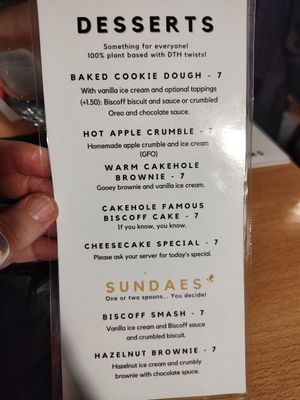 DESSERTS
Something for everyone!
100% plant based with DTH twists!
BAKED COOKIE DOUGH - 7
With vanilla ice cream and optional toppings
(+1.50): Biscoff biscuit and sauce or crumbled
Oreo and chocolate sauce.
HOT APPLE CRUMBLE - 7
Homemade apple crumble and ice cream
(GFO)
WARM CAKEHOLE
BROWNIE - 7
Gooey brownie and vanilla ice cream.
CAKEHOLE FAMOUS
BISCOFF CAKE - 7
If you know, you know.
CHEESECAKE SPECIAL - 7
Please ask your server for today's special.
SUNDAES
One or two spoons... You decide!
BISCOFF SMASH - 7
Vanilla ice cream and Biscoff sauce
and crumbled biscuit.
HAZELNUT BROWNIE - 7
Hazelnut ice cream and crumbly
brownie with chocolate sauce.